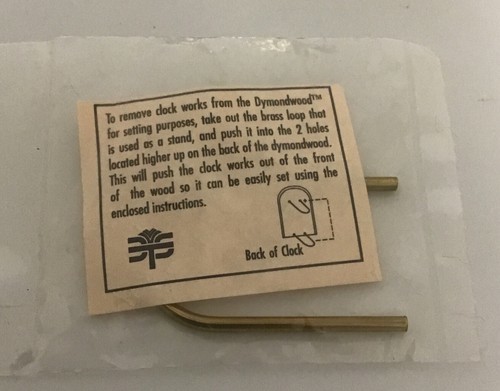 To remove clock works from the Dymondwood™
for setting purposes, take out the brass loop that
is used as a stand, and push it into the 2 holes
located higher up on the back of the dymondwood.
This will push the clock works out of the front
of the wood so it can be easily set using the
enclosed instructions.
Back of Clock